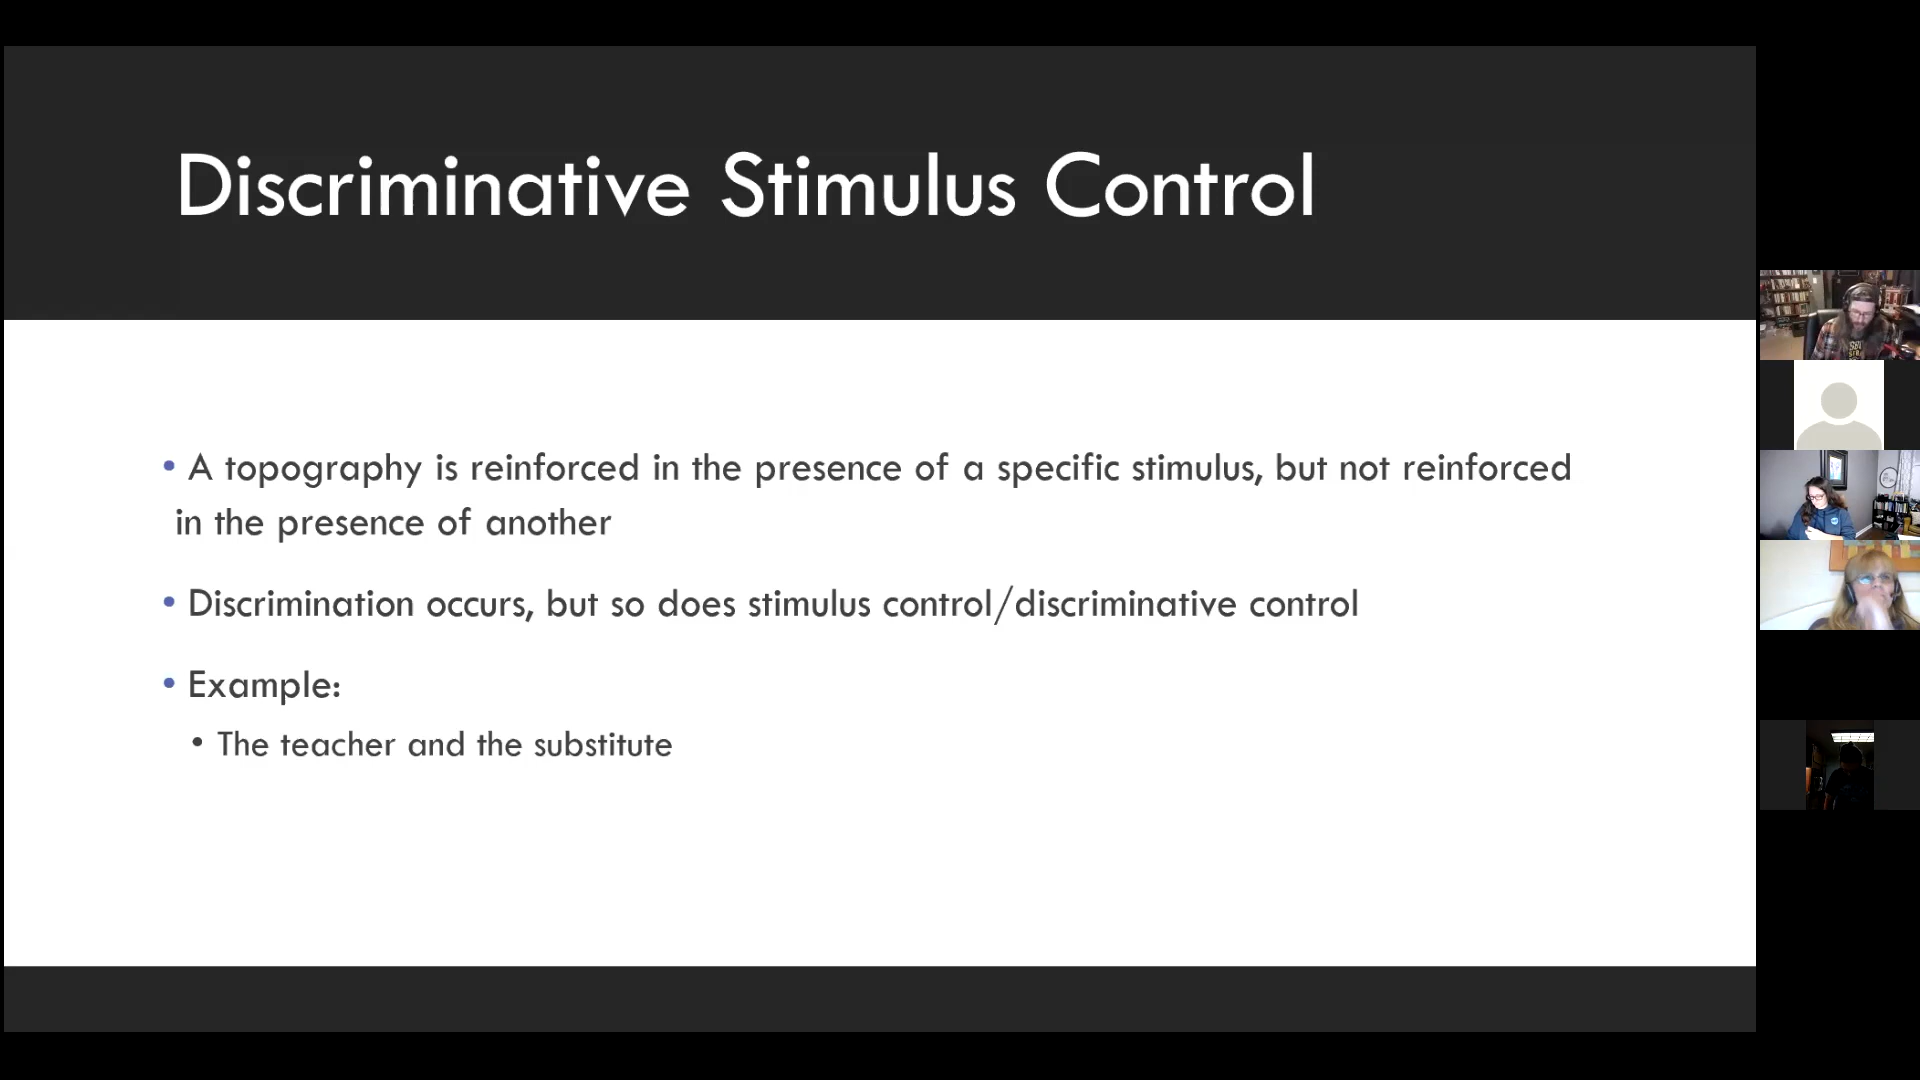 Discriminative Stimulus Control
• A topography is reinforced in the presence of a specific stimulus, but not reinforced
in the presence of another
• Discrimination occurs, but so does stimulus control/discriminative control
• Example:
• The teacher and the substitute